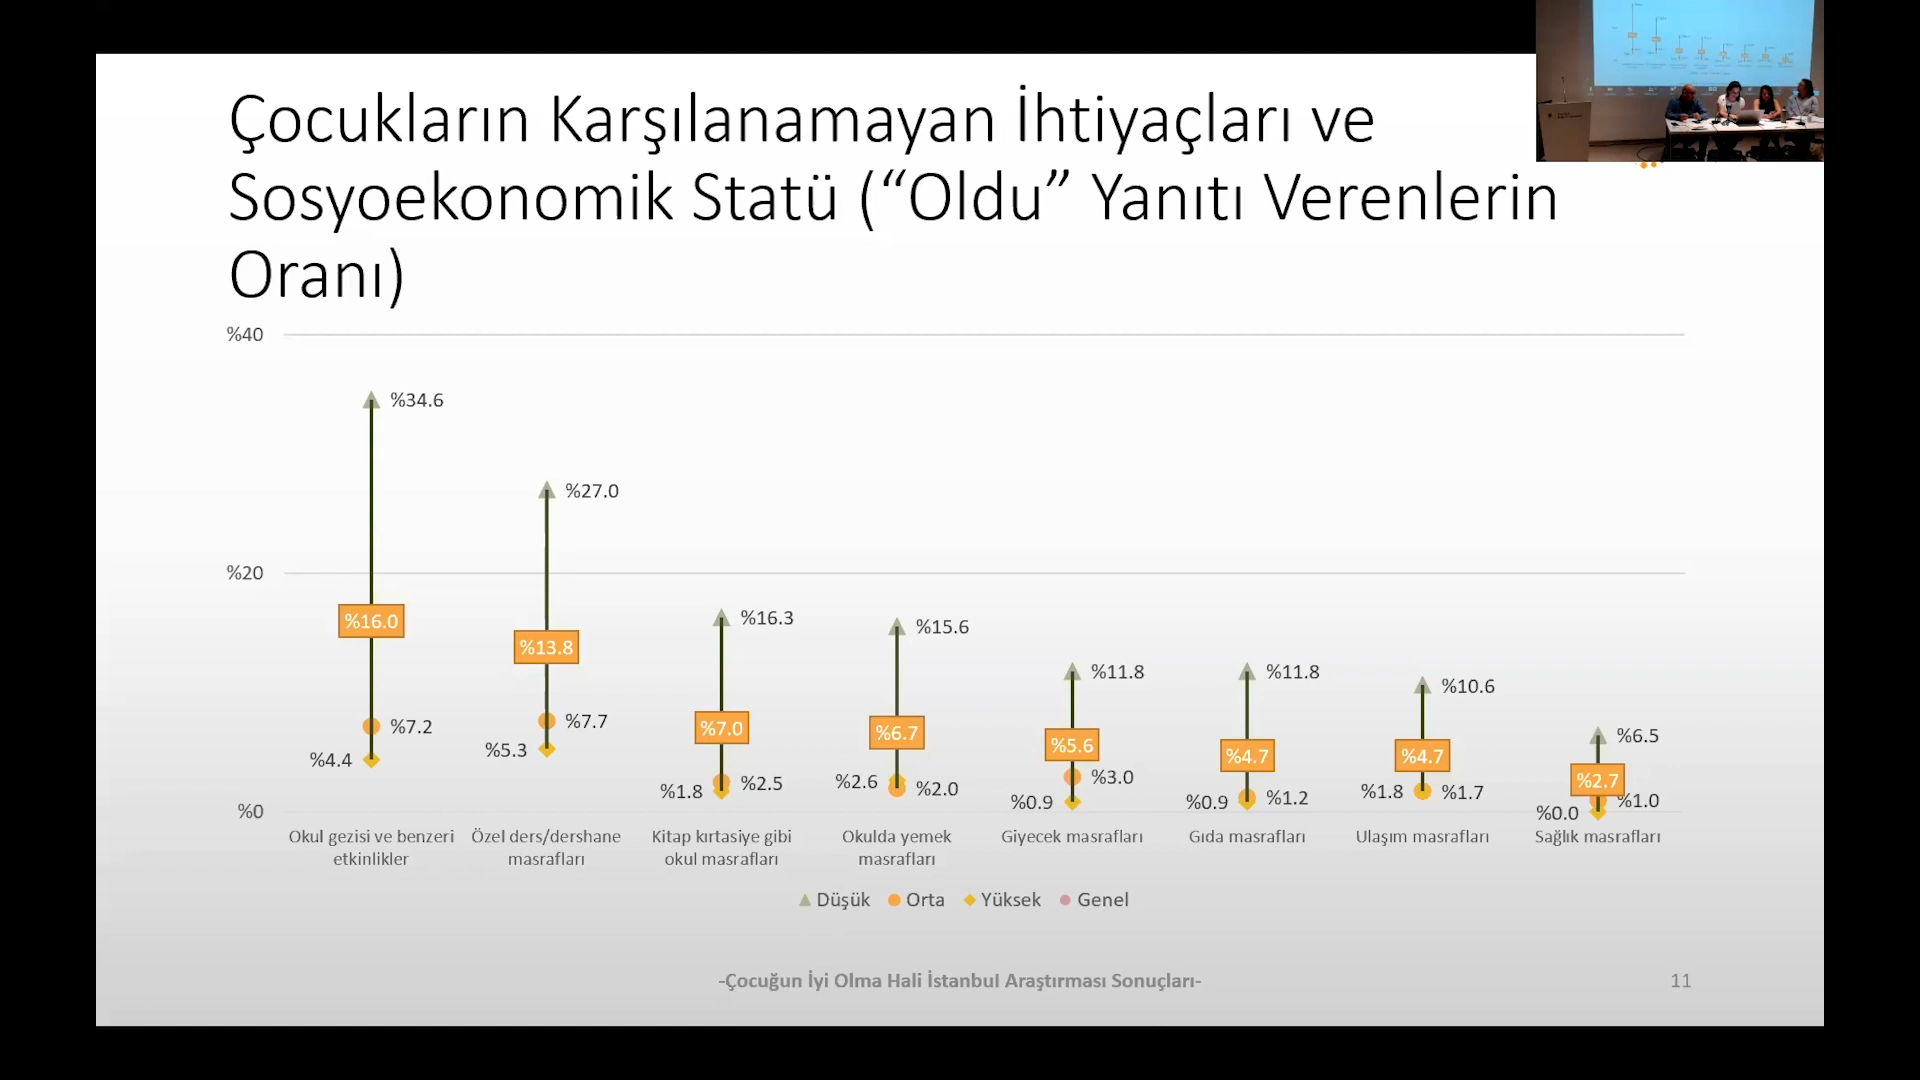 Çocukların Karşılanamayan İhtiyaçları ve
Sosyoekonomik Statü (“Oldu” Yanıtı Verenlerin
Oranı)
%40
%34.6
%27.0
%20
%16.0
%13.8
%16.3
%15.6
%11.8
%11.8
%10.6
%6.5
%7.2
%7.7
%7.0
%6.7
%5.6
%4.7
%4.7
%2.7
%4.4
%5.3
%1.8
%2.5
%2.6
%2.0
%0.9
%3.0
%0.9
%1.2
%1.8
%1.7
%0.0
%1.0
%0
Okul gezisi ve benzeri
etkinlikler
Özel ders/dershane
masrafları
Kitap kırtasiye gibi
okul masrafları
Okulda yemek
masrafları
Giyecek masrafları
Gıda masrafları
Ulaşım masrafları
Sağlık masrafları
Düşük Orta Yüksek Genel
-Çocuğun İyi Olma Hali İstanbul Araştırması Sonuçları-
11